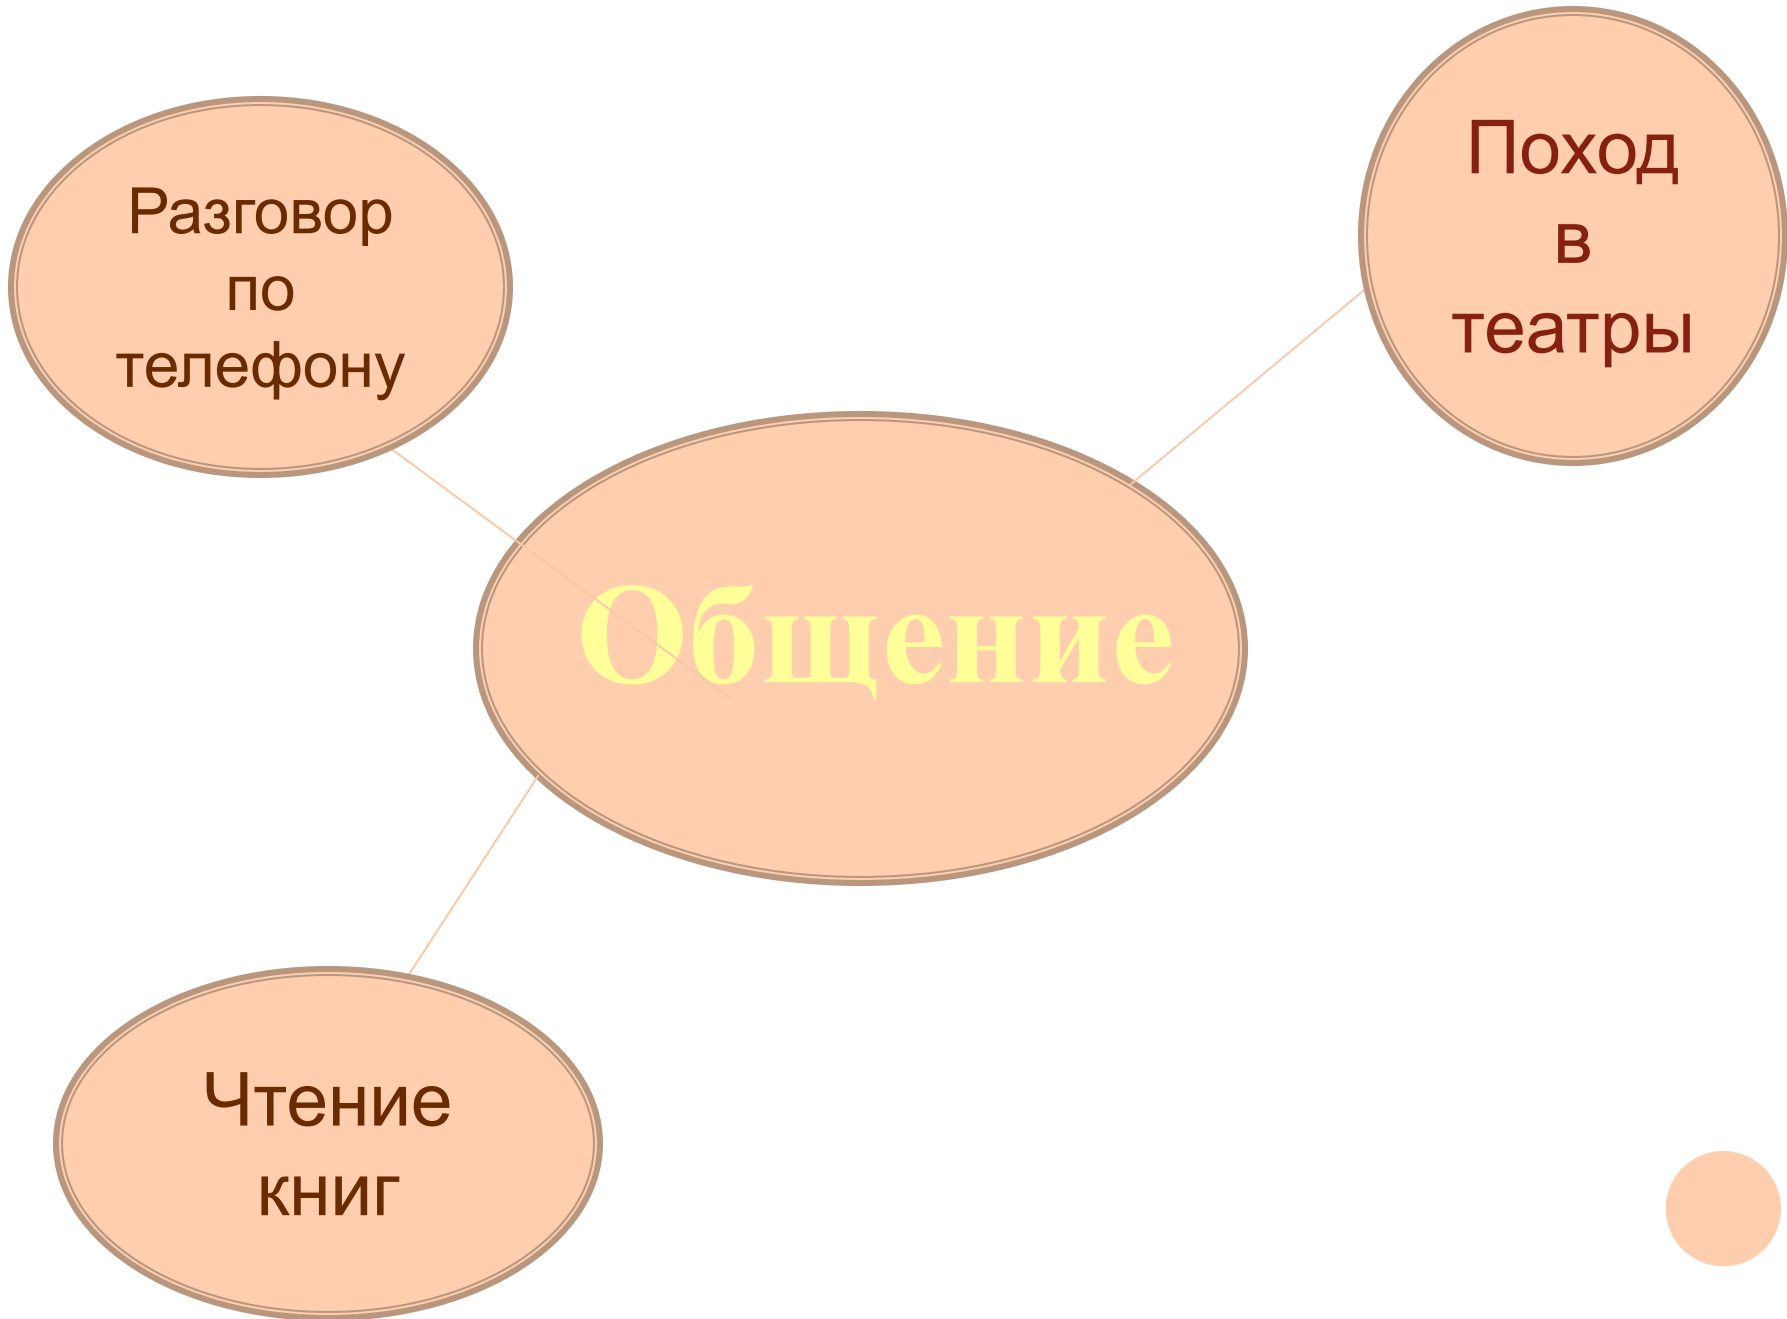 Разговор
по
телефону
Поход
в
театры
Общение
Чтение
книг